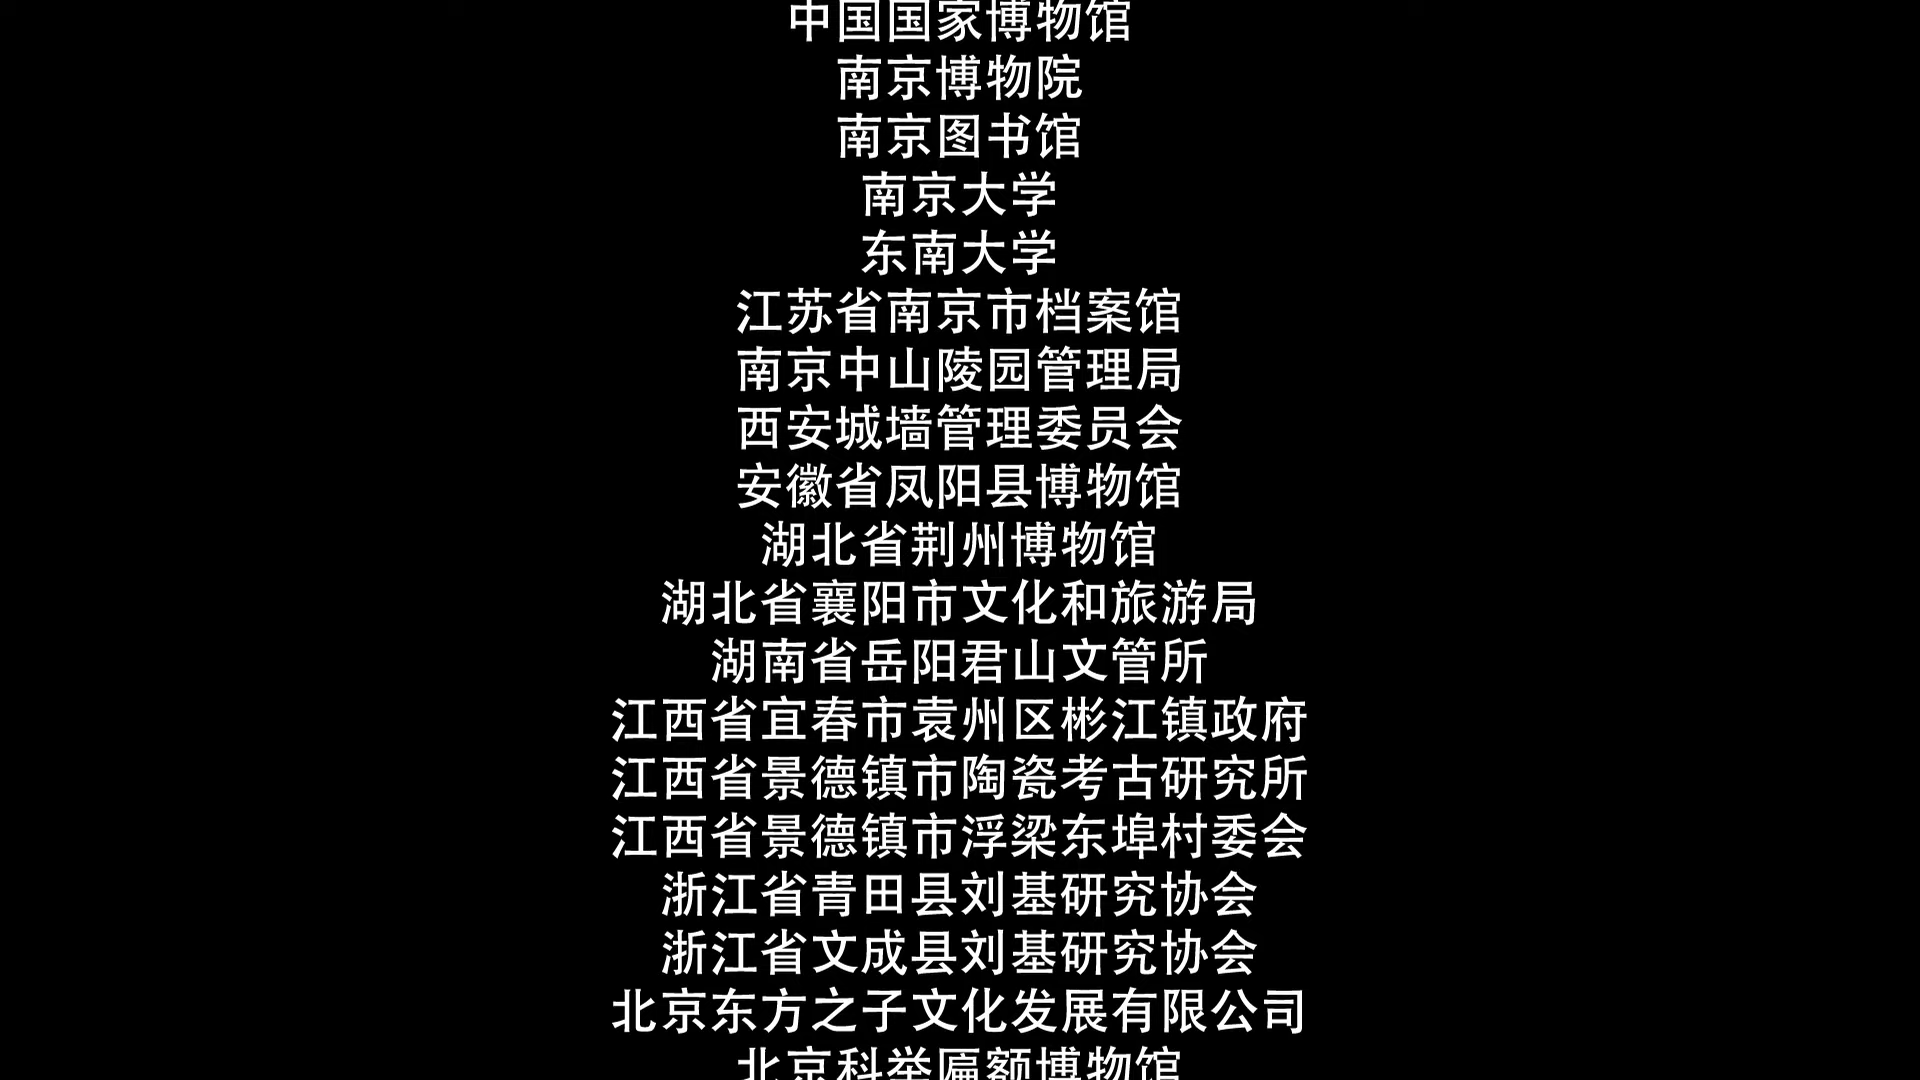 中国国家博物馆
南京博物院
南京图书馆
南京大学
东南大学
江苏省南京市档案馆
南京中山陵园管理局
西安城墙管理委员会
安徽省凤阳县博物馆
湖北省荆州博物馆
湖北省襄阳市文化和旅游局
湖南省岳阳君山文管所
江西省宜春市袁州区彬江镇政府
江西省景德镇市陶瓷考古研究所
江西省景德镇市浮梁东埠村委会
浙江省青田县刘基研究协会
浙江省文成县刘基研究协会
北京东方之子文化发展有限公司
北京科举匾额博物馆